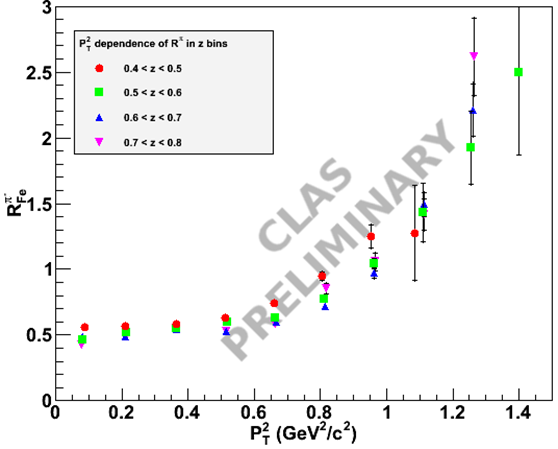 P_T^2 dependence of R^π in z bins
0.4 < z < 0.5
0.5 < z < 0.6
0.6 < z < 0.7
0.7 < z < 0.8
CLAS
PRELIMINARY
R_Fe^π+
3
2.5
2
1.5
1
0.5
0
0 0.2 0.4 0.6 0.8 1 1.2 1.4
P_T^2 (GeV^2/c^2)